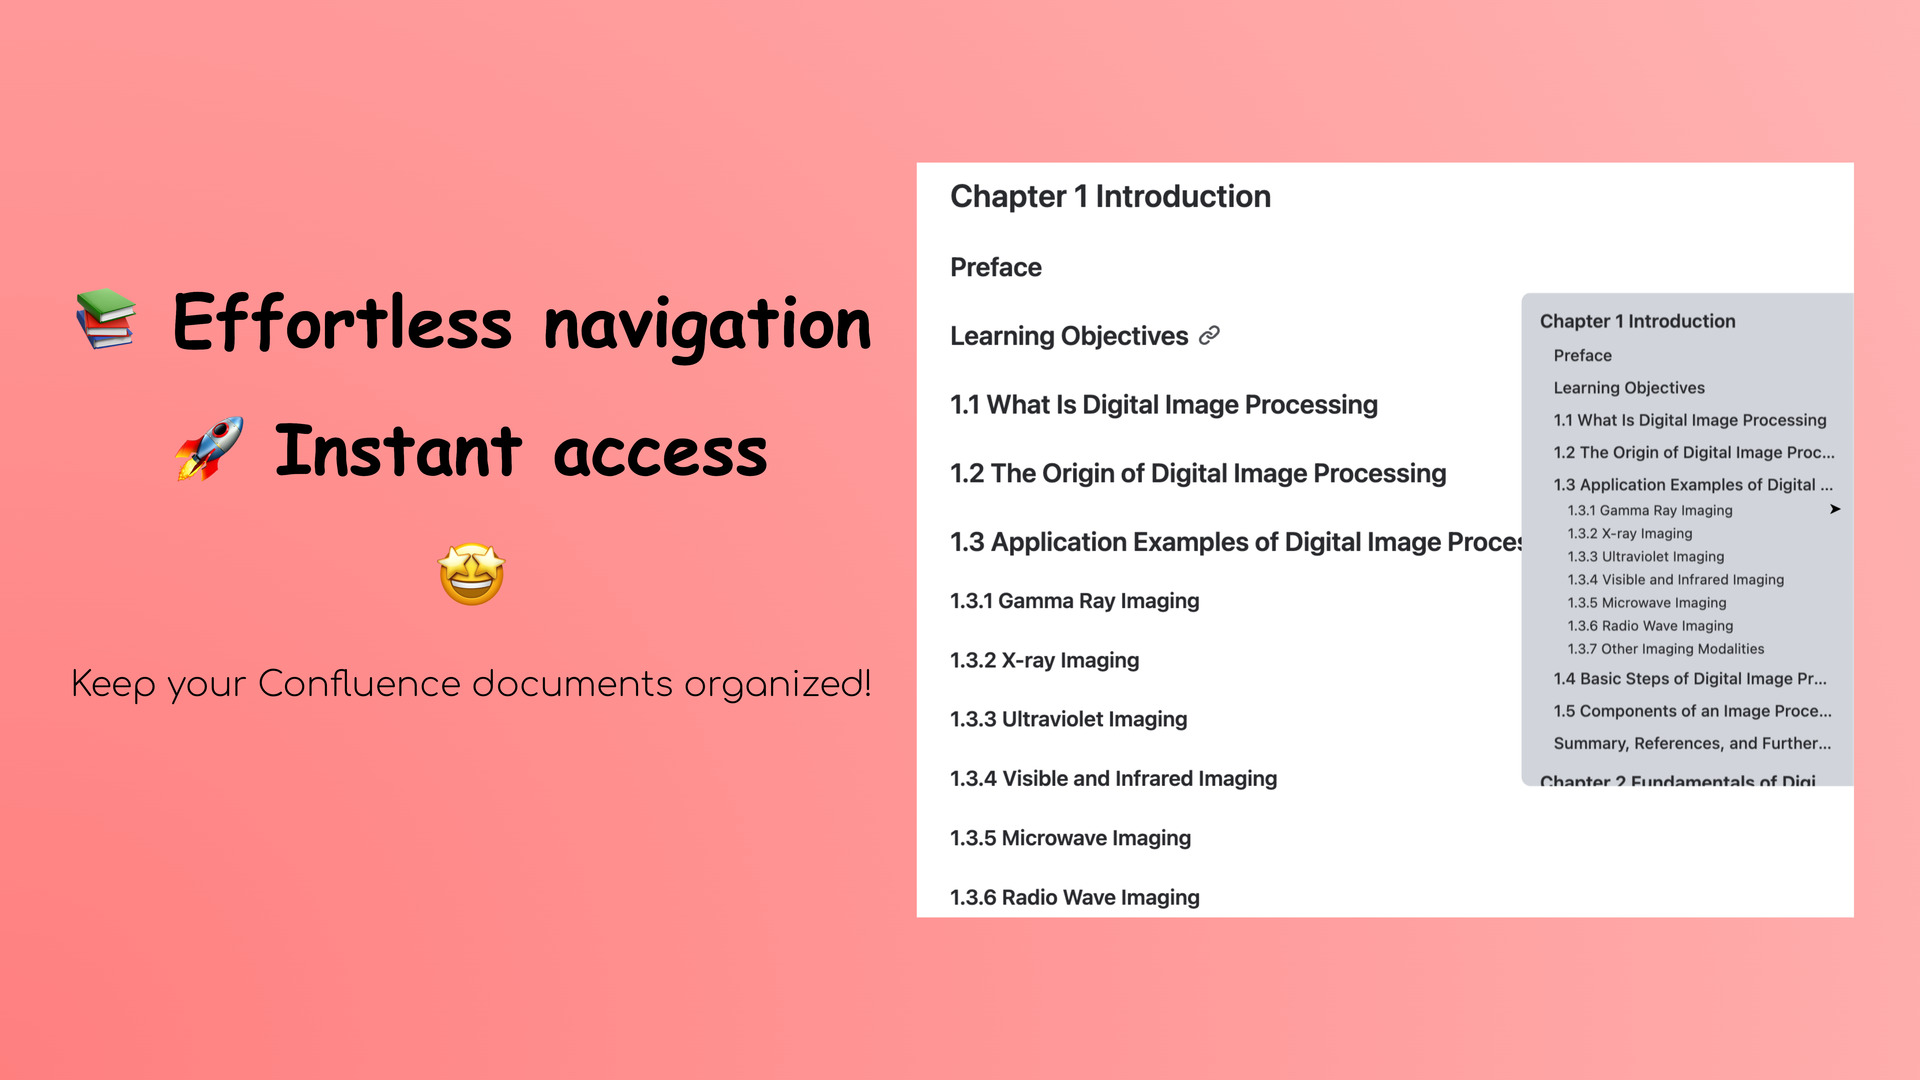 📚 Effortless navigation
🚀 Instant access
🤩
Keep your Confluence documents organized!
Chapter 1 Introduction
Preface
Learning Objectives
1.1 What Is Digital Image Processing
1.2 The Origin of Digital Image Processing
1.3 Application Examples of Digital Image Proces
1.3.1 Gamma Ray Imaging
1.3.2 X-ray Imaging
1.3.3 Ultraviolet Imaging
1.3.4 Visible and Infrared Imaging
1.3.5 Microwave Imaging
1.3.6 Radio Wave Imaging
Chapter 1 Introduction
Preface
Learning Objectives
1.1 What Is Digital Image Processing
1.2 The Origin of Digital Image Proc...
1.3 Application Examples of Digital ...
1.3.1 Gamma Ray Imaging
1.3.2 X-ray Imaging
1.3.3 Ultraviolet Imaging
1.3.4 Visible and Infrared Imaging
1.3.5 Microwave Imaging
1.3.6 Radio Wave Imaging
1.3.7 Other Imaging Modalities
1.4 Basic Steps of Digital Image Pr...
1.5 Components of an Image Proce...
Summary, References, and Further...
Chapter 2 Fundamentals of Digi